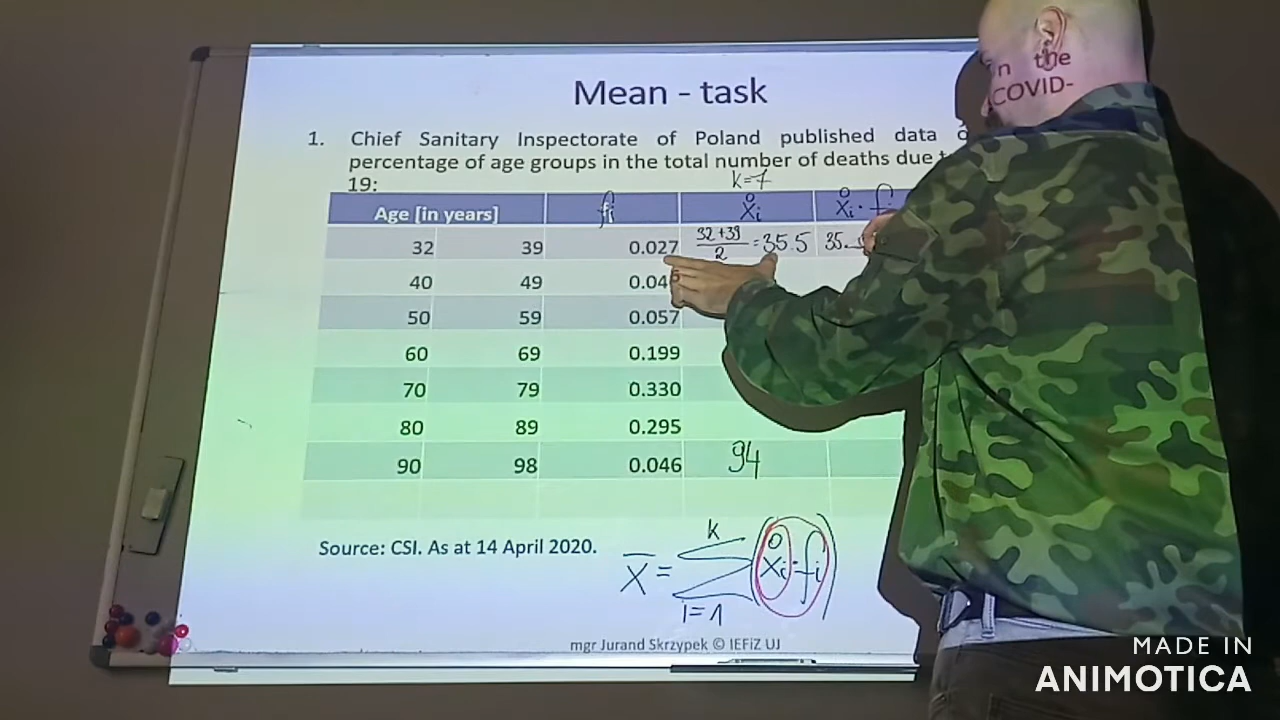 Mean - task
1. Chief Sanitary Inspectorate of Poland published data in the
percentage of age groups in the total number of deaths due COVID-
19:
k=7
Age [in years] fi x̊i x̊i · fi
32 39 0.027 32+39/2 = 35.5 35.
40 49 0.046
50 59 0.057
60 69 0.199
70 79 0.330
80 89 0.295
90 98 0.046 94
Source: CSI. As at 14 April 2020.
k
x̄ = Σ (x̊i · fi)
i=1
mgr Jurand Skrzypek © IEFiZ UJ
MADE IN
ANIMOTICA